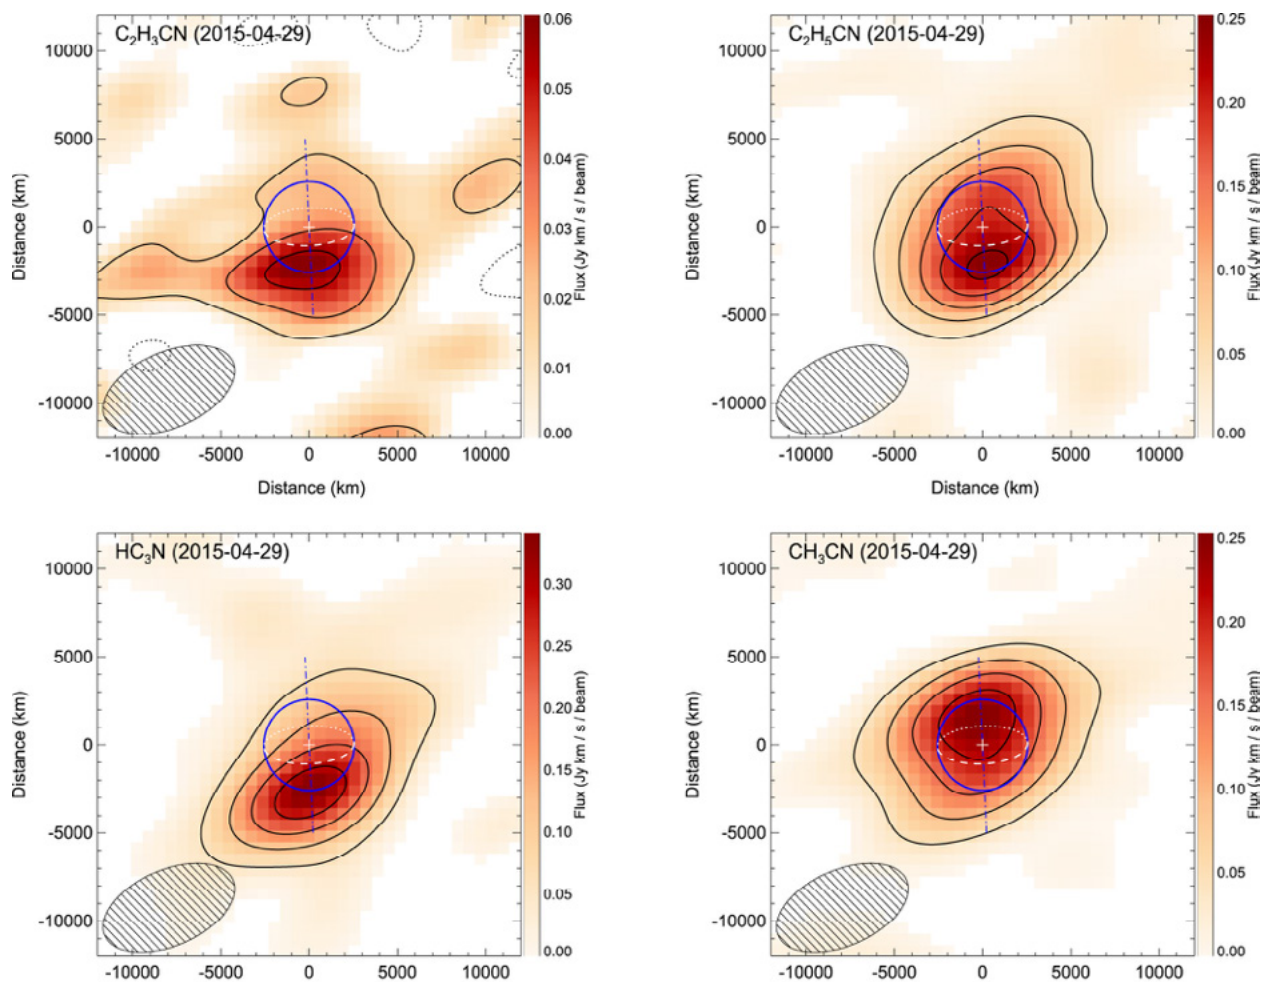 C2H3CN (2015-04-29)
10000
5000
0
-5000
-10000
Distance (km)
-10000 -5000 0 5000 10000
Distance (km)
0.06
0.05
0.04
0.03
0.02
0.01
0.00
Flux (Jy km / s / beam)
C2H5CN (2015-04-29)
10000
5000
0
-5000
-10000
Distance (km)
-10000 -5000 0 5000 10000
Distance (km)
0.25
0.20
0.15
0.10
0.05
0.00
Flux (Jy km / s / beam)
HC3N (2015-04-29)
10000
5000
0
-5000
-10000
Distance (km)
-10000 -5000 0 5000 10000
0.30
0.25
0.20
0.15
0.10
0.05
0.00
Flux (Jy km / s / beam)
CH3CN (2015-04-29)
10000
5000
0
-5000
-10000
Distance (km)
-10000 -5000 0 5000 10000
0.25
0.20
0.15
0.10
0.05
0.00
Flux (Jy km / s / beam)